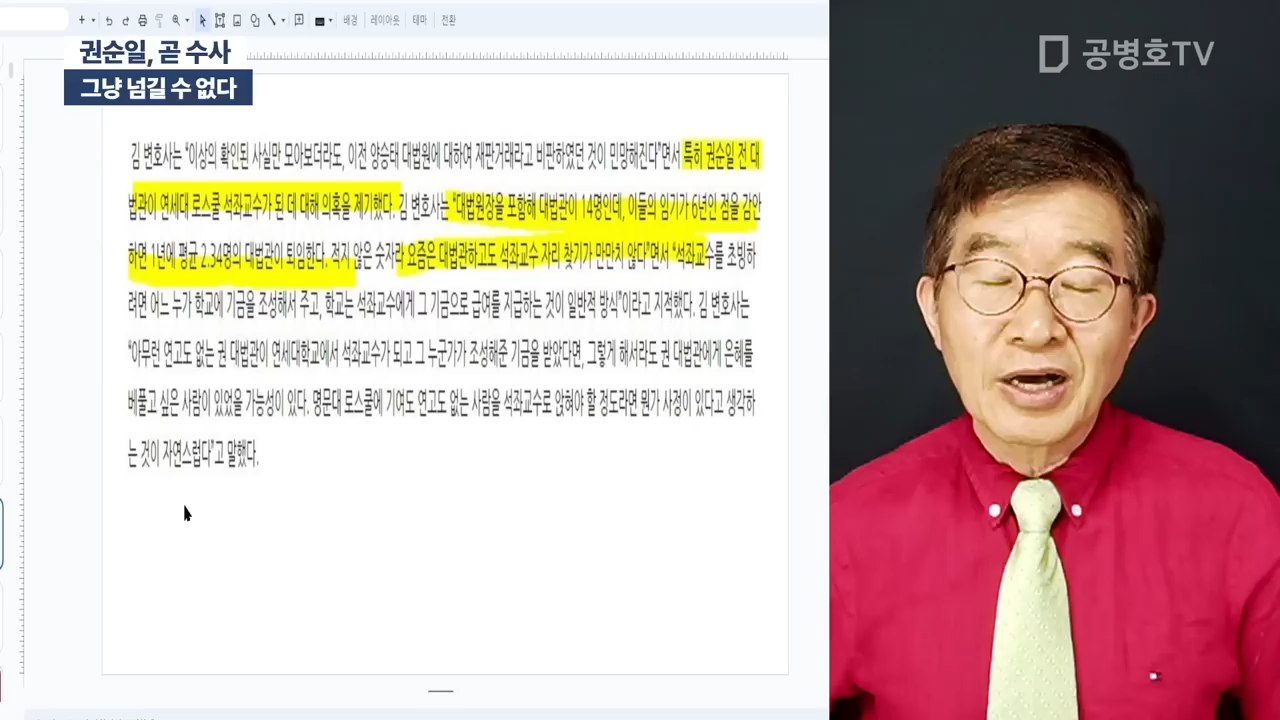 배경 레이아웃 테마 전환
권순일, 곧 수사
그냥 넘길 수 없다
공병호TV
김 변호사는 “이상의 확인된 사실만 모아보더라도, 이전 양승태 대법원에 대하여 재판거래라고 비판하였던 것이 민망해진다”면서 특히 권순일 전 대
법관이 연세대 로스쿨 석좌교수가 된 데 대해 의혹을 제기했다. 김 변호사는 “대법원장을 포함해 대법관이 14명인데, 이들의 임기가 6년인 점을 감안
하면 1년에 평균 2.34명의 대법관이 퇴임한다. 적지 않은 숫자라 요즘은 대법관하고도 석좌교수 자리 찾기가 만만치 않다”면서 “석좌교수를 초빙하
려면 어느 누가 학교에 기금을 조성해서 주고, 학교는 석좌교수에게 그 기금으로 급여를 지급하는 것이 일반적 방식”이라고 지적했다. 김 변호사는
“아무런 연고도 없는 권 대법관이 연세대학교에서 석좌교수가 되고 그 누군가가 조성해준 기금을 받았다면, 그렇게 해서라도 권 대법관에게 은혜를
베풀고 싶은 사람이 있었을 가능성이 있다. 명문대 로스쿨에 기여도 연고도 없는 사람을 석좌교수로 앉혀야 할 정도라면 뭔가 사정이 있다고 생각하
는 것이 자연스럽다”고 말했다.